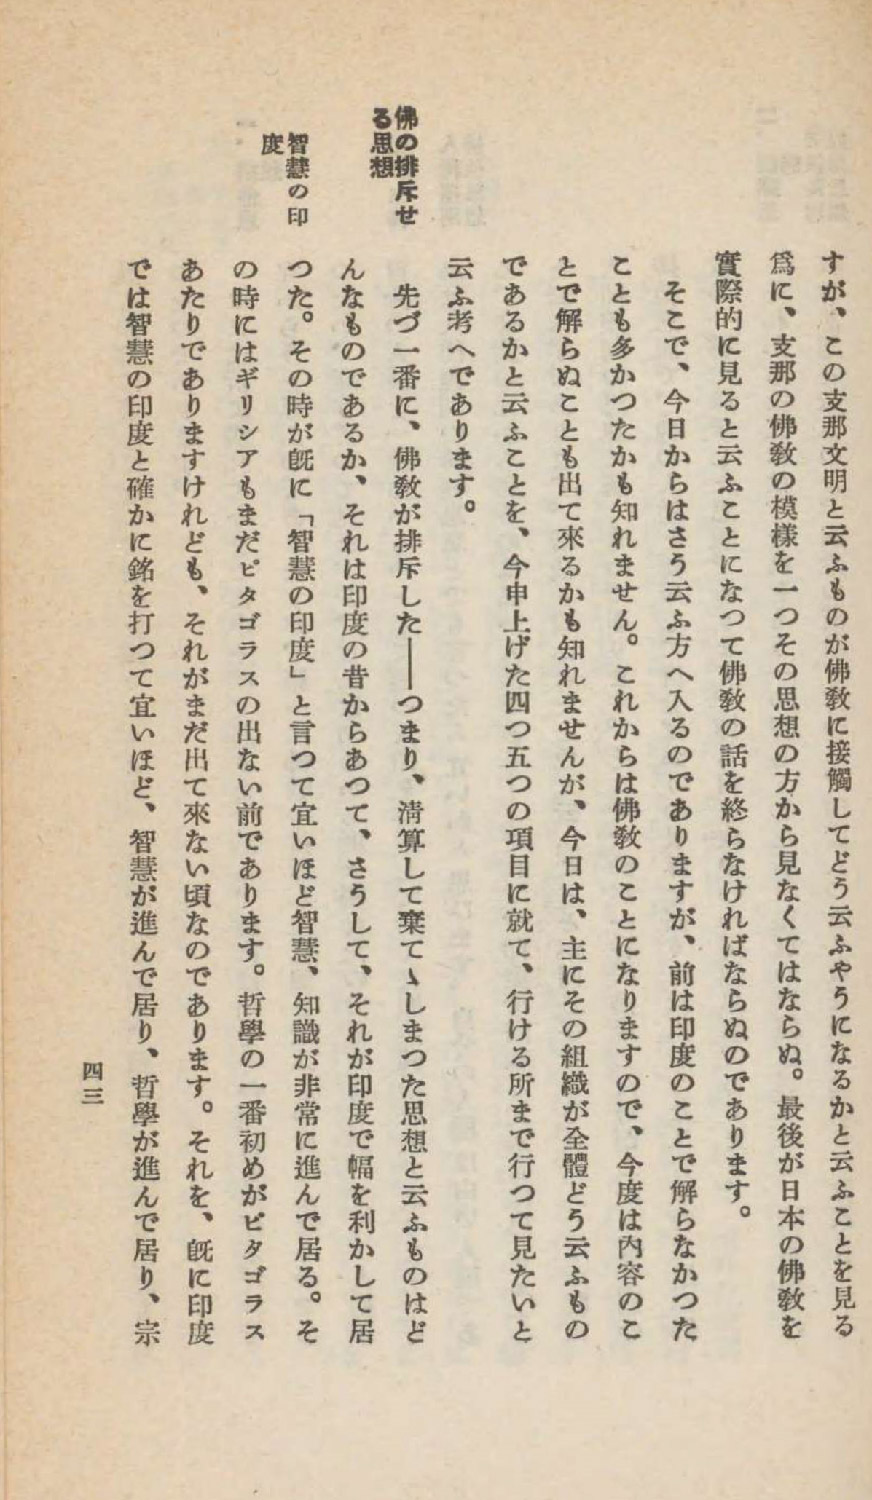 すが、この支那文明と云ふものが佛敎に接觸してどう云ふやうになるかと云ふことを見る
爲に、支那の佛敎の模樣を一つその思想の方から見なくてはならぬ。最後が日本の佛敎を
實際的に見ると云ふことになつて佛敎の話を終らなければならぬのであります。
そこで、今日からはさう云ふ方へ入るのでありますが、前は印度のことで解らなかつた
ことも多かつたかも知れません。これからは佛敎のことになりますので、今度は內容のこ
とで解らぬことも出て來るかも知れませんが、今日は、主にその組織が全體どう云ふもの
であるかと云ふことを、今申上げた四つ五つの項目に就て、行ける所まで行つて見たいと
云ふ考へであります。
佛の排斥せ
る思想
先づ一番に、佛敎が排斥した——つまり、淸算して棄てゝしまつた思想と云ふものはど
んなものであるか、それは印度の昔からあつて、さうして、それが印度で幅を利かして居
智慧の印
度
つた。その時が旣に「智慧の印度」と言つて宜いほど智慧、知識が非常に進んで居る。そ
の時にはギリシアもまだピタゴラスの出ない前であります。哲學の一番初めがピタゴラス
あたりでありますけれども、それがまだ出て來ない頃なのであります。それを、旣に印度
では智慧の印度と確かに銘を打つて宜いほど、智慧が進んで居り、哲學が進んで居り、宗
四三